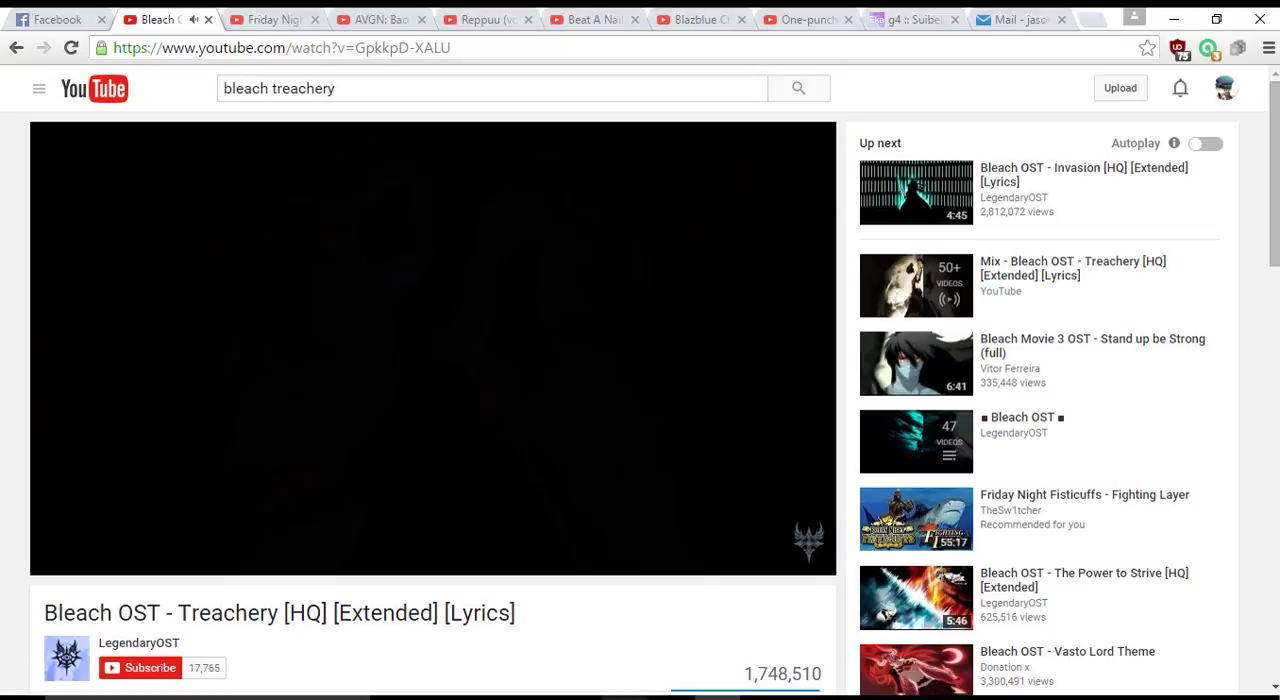 Facebook
Bleach O
Friday Nig
AVGN: Bad
Reppuu (vo
Beat A Nail
Blazblue C
One-punch
g4 :: Suibel
Mail - jaso
https://www.youtube.com/watch?v=GpkkpD-XALU
75
3
YouTube
bleach treachery
Upload
Up next
Autoplay
Bleach OST - Invasion [HQ] [Extended]
[Lyrics]
LegendaryOST
2,812,072 views
4:45
Mix - Bleach OST - Treachery [HQ]
[Extended] [Lyrics]
YouTube
50+
VIDEOS
Bleach Movie 3 OST - Stand up be Strong
(full)
Vitor Ferreira
335,448 views
6:41
■ Bleach OST ■
LegendaryOST
47
VIDEOS
Friday Night Fisticuffs - Fighting Layer
TheSw1tcher
Recommended for you
55:17
Bleach OST - The Power to Strive [HQ]
[Extended]
LegendaryOST
625,516 views
5:46
Bleach OST - Vasto Lord Theme
Donation x
3,300,491 views
Bleach OST - Treachery [HQ] [Extended] [Lyrics]
LegendaryOST
Subscribe
17,765
1,748,510